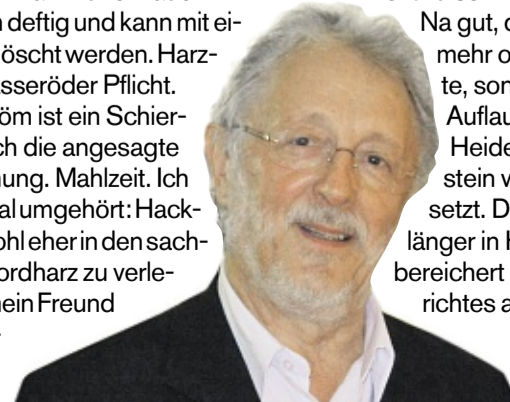 deftig und kann mit ei-
löscht werden. Harz-
sseröder Pflicht.
öm ist ein Schier-
ch die angesagte
nung. Mahlzeit. Ich
al umgehört: Hack-
ohl eher in den sach-
ordharz zu verle-
mein Freund
Na gut,
mehr o
te, son
Auflau
Heide
stein w
setzt. D
länger in H
bereichert
richtes a